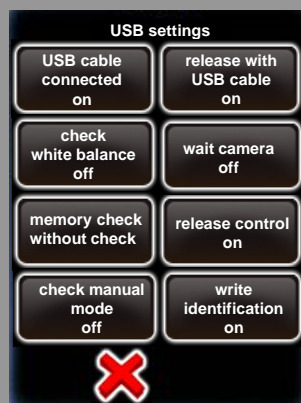 USB settings
USB cable
connected
on
release with
USB cable
on
check
white balance
off
wait camera
off
memory check
without check
release control
on
check manual
mode
off
write
identification
on